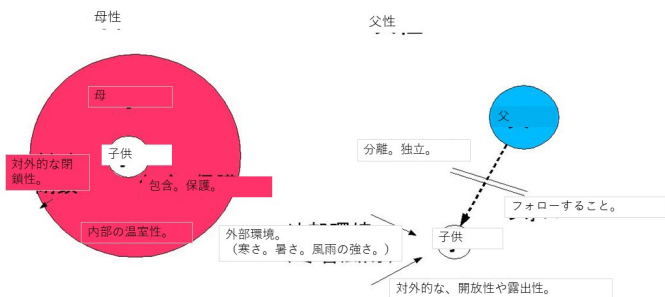 母性
父性
母
父
子供
分離。独立。
対外的な閉
鎖性。
包含。保護。
フォローすること。
内部の温室性。
外部環境。
（寒さ。暑さ。風雨の強さ。）
子供
対外的な、開放性や露出性。